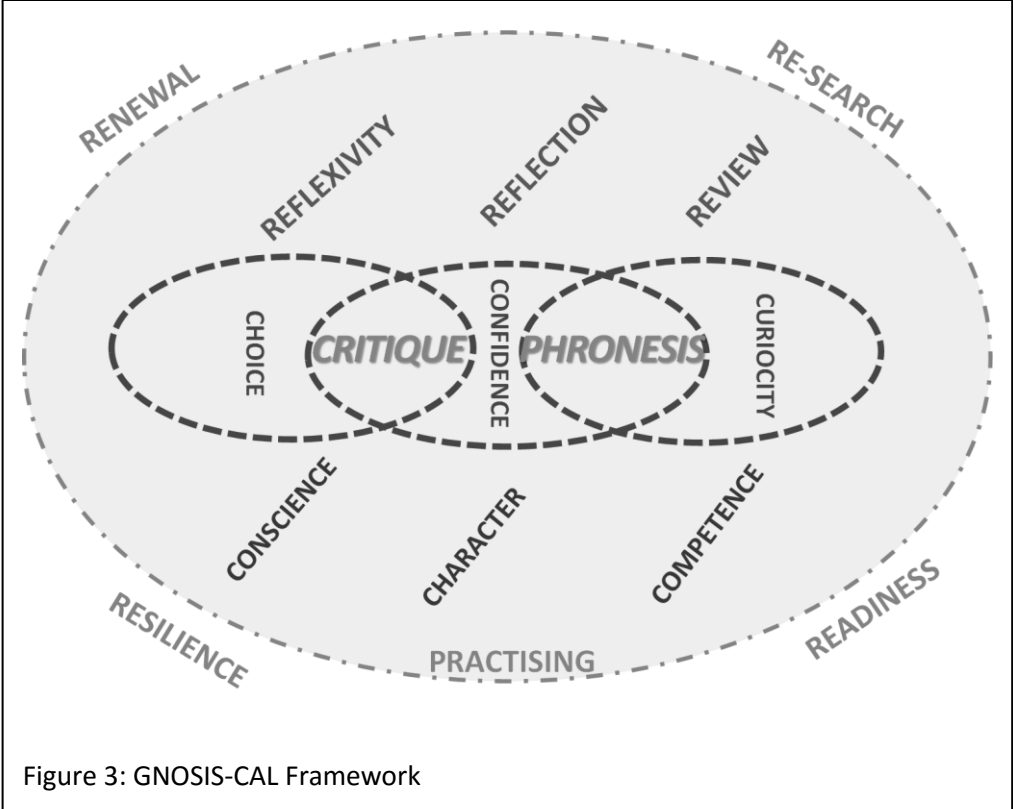 RENEWAL
RE-SEARCH
REFLEXIVITY
REFLECTION
REVIEW
CHOICE
CRITIQUE
CONFIDENCE
PHRONESIS
CURIOCITY
CONSCIENCE
CHARACTER
COMPETENCE
RESILIENCE
PRACTISING
READINESS
Figure 3: GNOSIS-CAL Framework